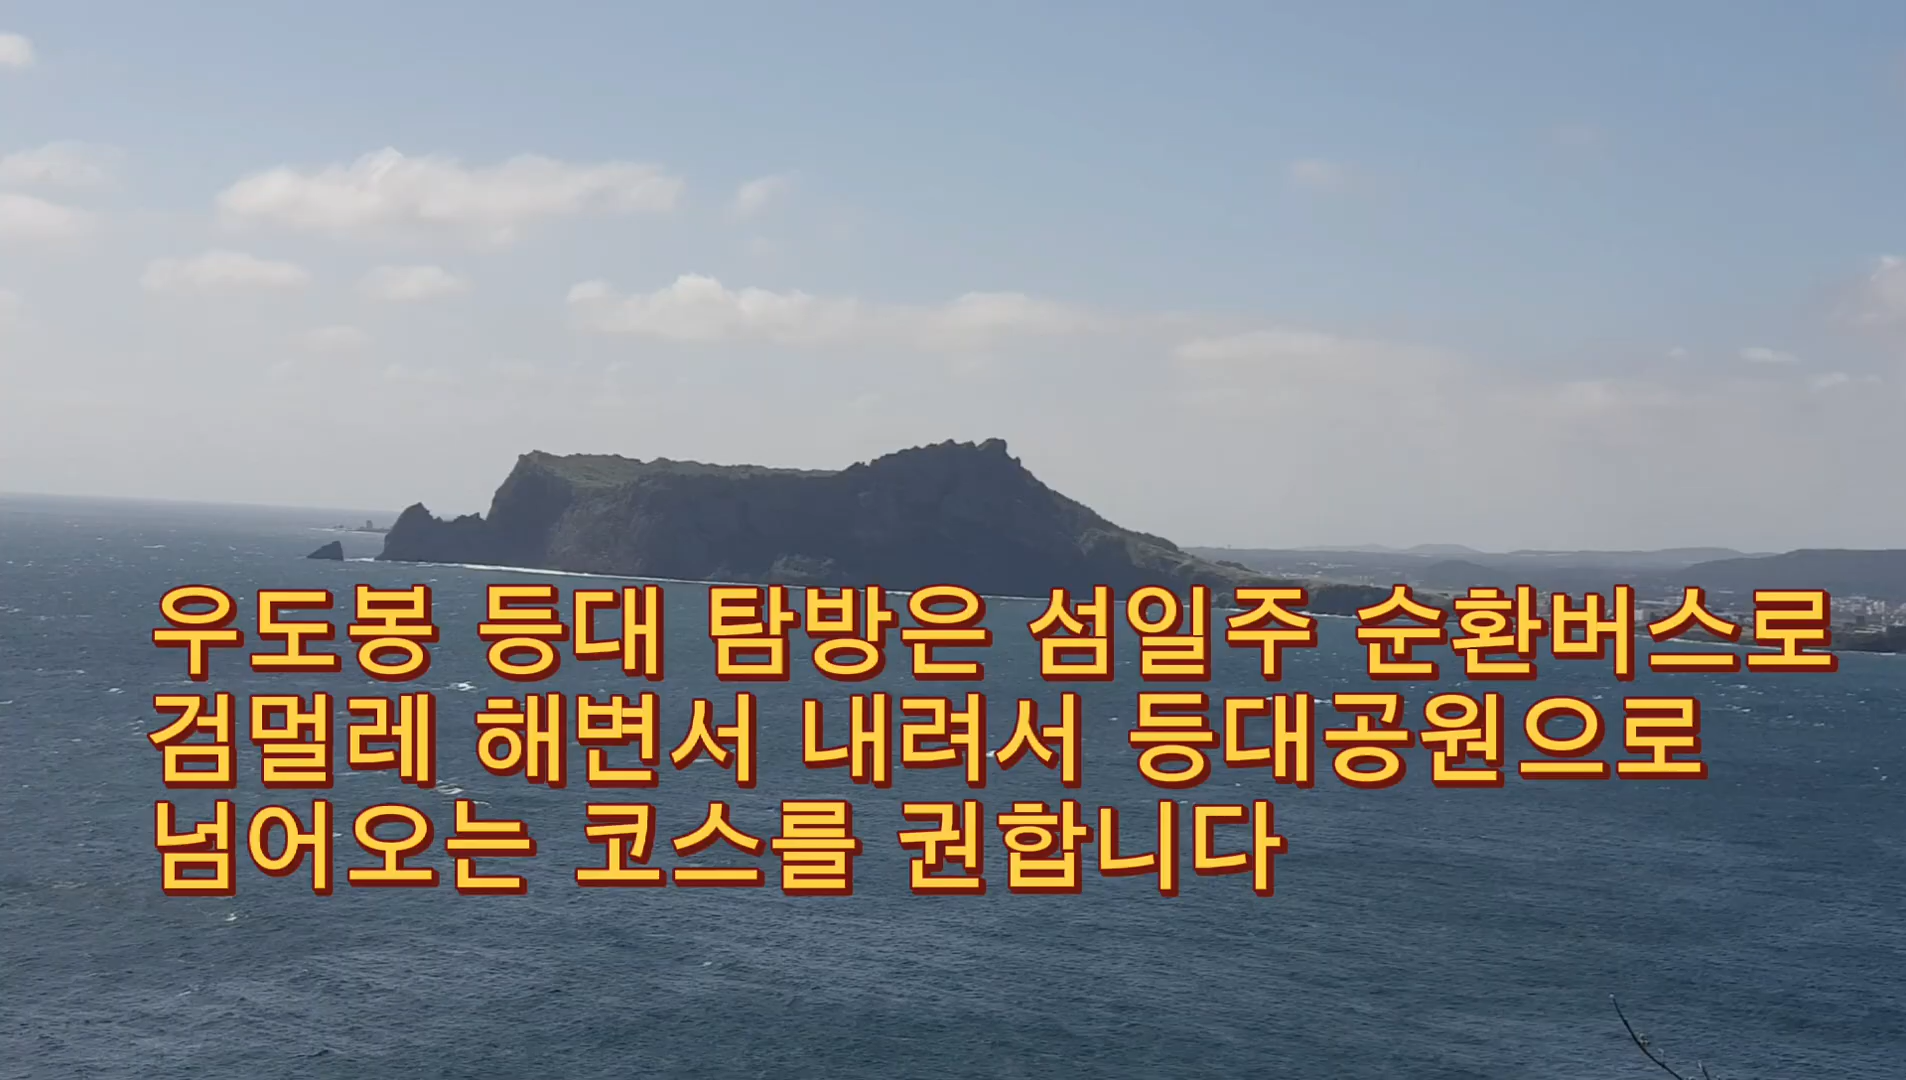 우도봉 등대 탐방은 섬일주 순환버스로
검멀레 해변서 내려서 등대공원으로
넘어오는 코스를 권합니다